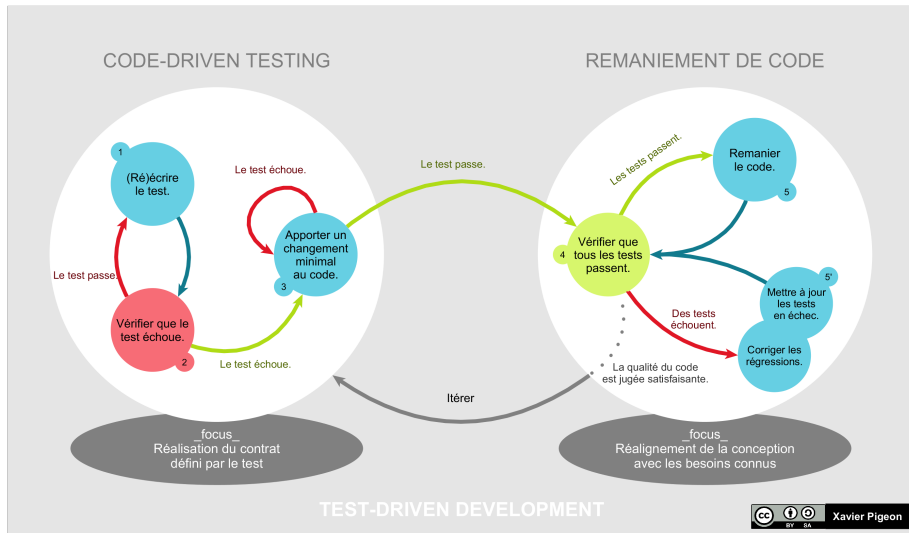 CODE-DRIVEN TESTING
REMANIEMENT DE CODE
1
(Ré)écrire
le test.
Le test passe.
Vérifier que le
test échoue.
2
Le test échoue.
Le test échoue.
Apporter un
changement
minimal
au code.
3
Le test passe.
4
Vérifier que
tous les tests
passent.
Les tests passent.
Remanier
le code.
5
5'
Mettre à jour
les tests
en échec.
Corriger les
régressions.
Des tests
échouent.
La qualité du code
est jugée satisfaisante.
Itérer
_focus_
Réalisation du contrat
défini par le test
_focus_
Réalignement de la conception
avec les besoins connus
TEST-DRIVEN DEVELOPMENT
cc
BY SA
Xavier Pigeon